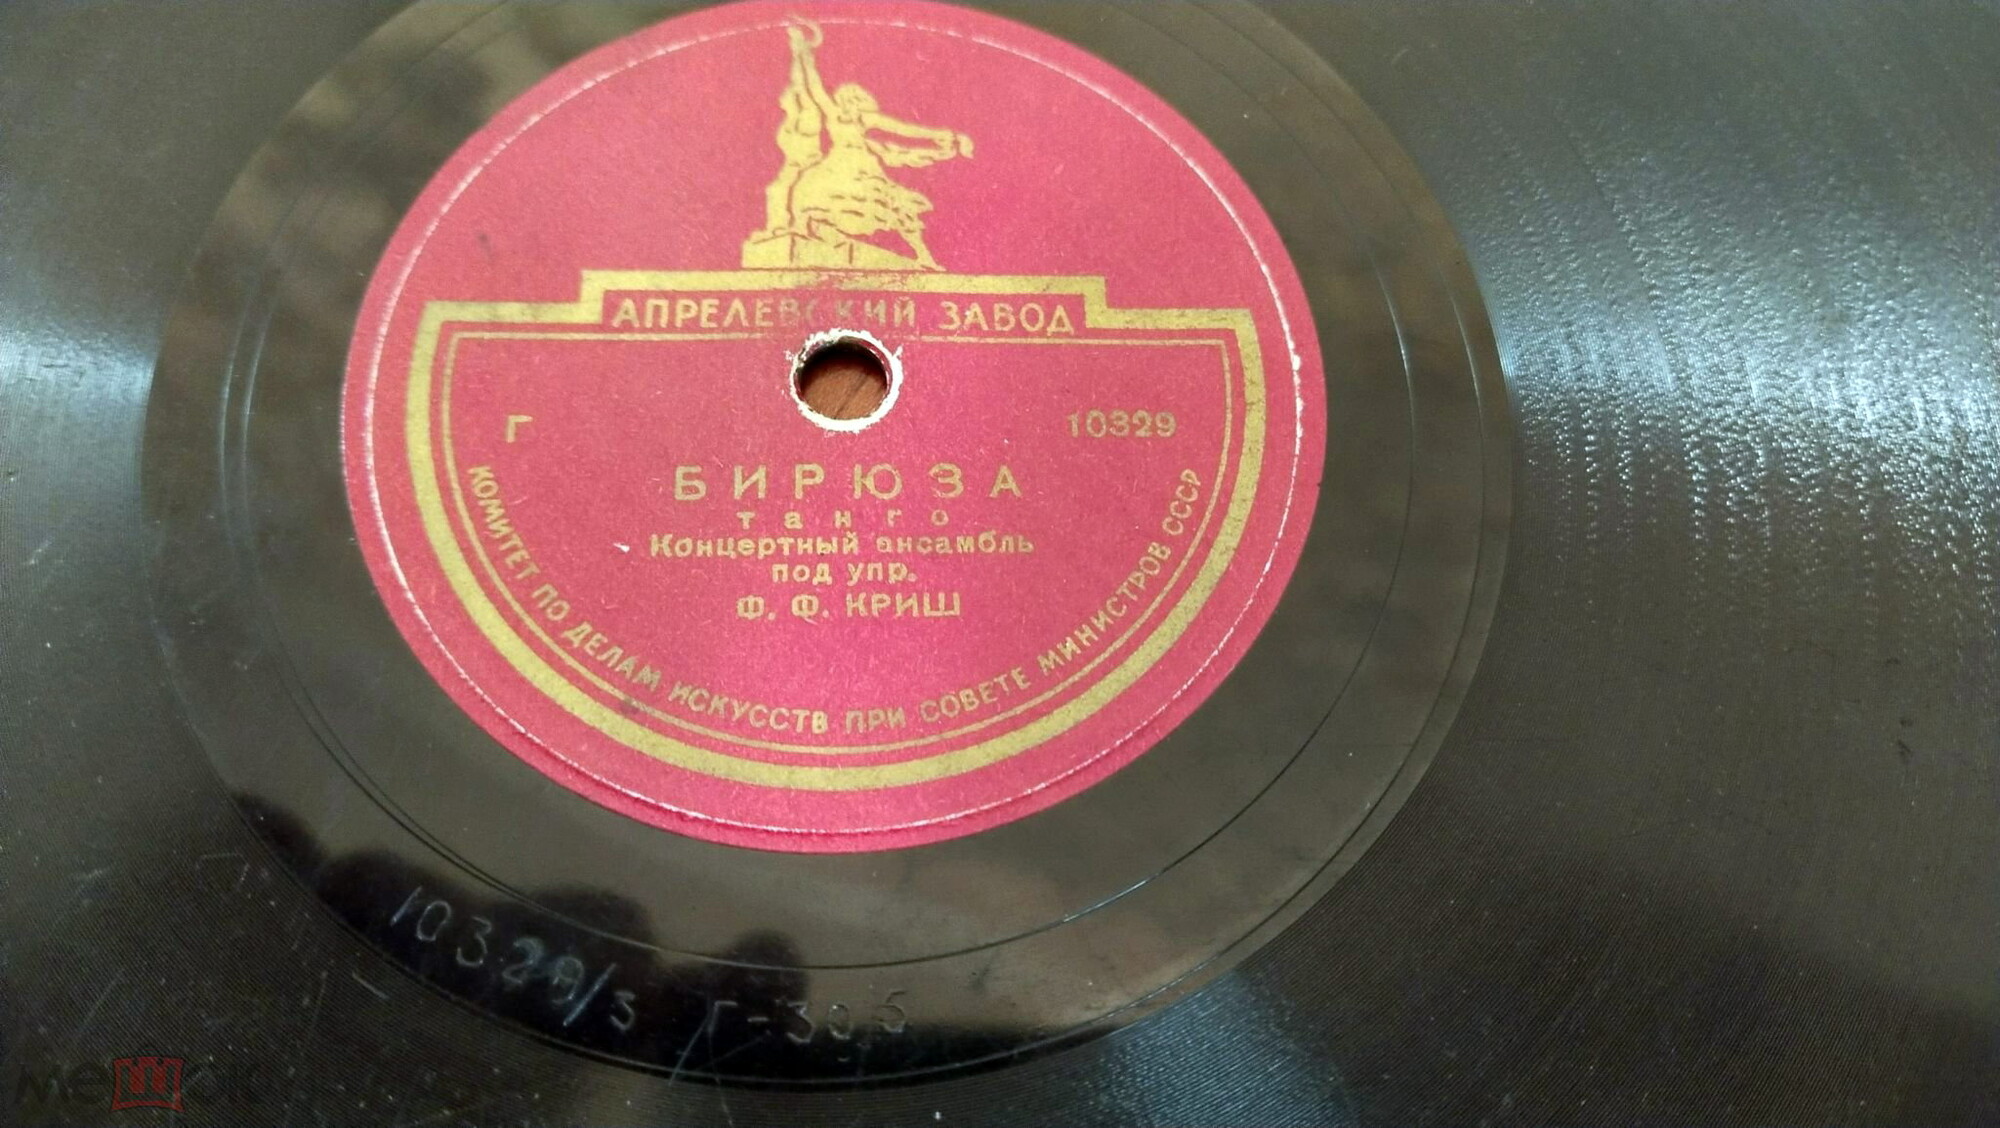 АПРЕЛЕВСКИЙ ЗАВОД
Г 10329
БИРЮЗА
танго
Концертный ансамбль
под упр.
Ф. Ф. КРИШ
КОМИТЕТ ПО ДЕЛАМ ИСКУССТВ ПРИ СОВЕТЕ МИНИСТРОВ СССР
10329/3 Г-30б